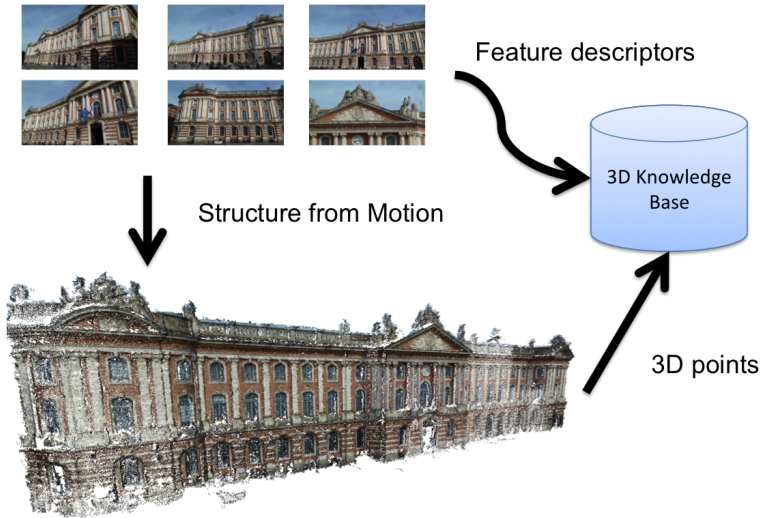 Feature descriptors
3D Knowledge
Base
Structure from Motion
3D points